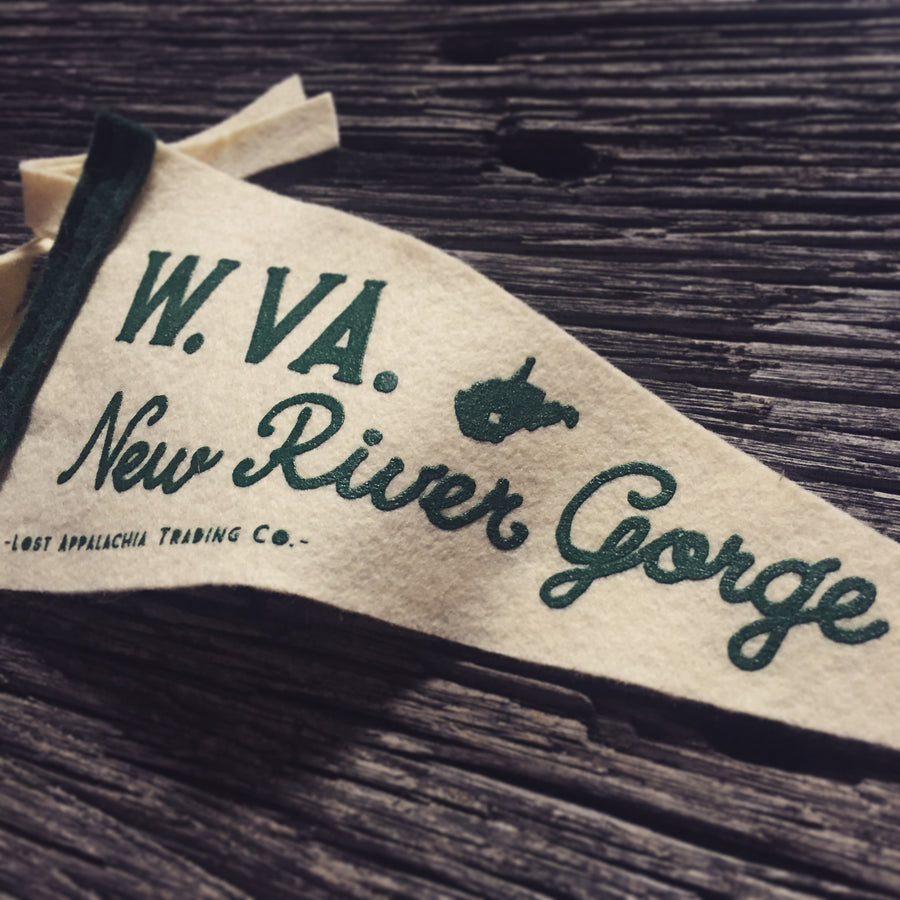 W. VA.
New River Gorge
-LOST APPALACHIA TRADING CO.-